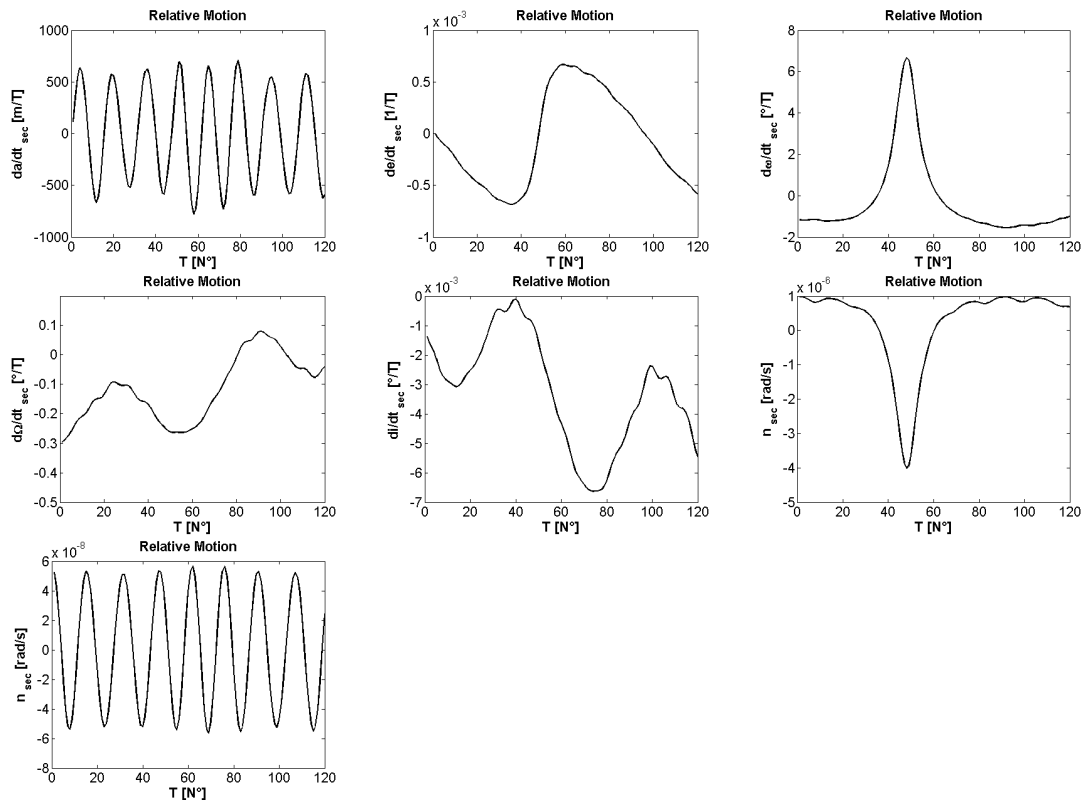 Relative Motion
da/dt sec [m/T]
1000
500
0
-500
-1000
0 20 40 60 80 100 120
T [N°]
Relative Motion
x 10-3
de/dt sec [1/T]
1
0.5
0
-0.5
-1
0 20 40 60 80 100 120
T [N°]
Relative Motion
dω/dt sec [°/T]
8
6
4
2
0
-2
0 20 40 60 80 100 120
T [N°]
Relative Motion
dΩ/dt sec [°/T]
0.1
0
-0.1
-0.2
-0.3
-0.4
-0.5
0 20 40 60 80 100 120
T [N°]
Relative Motion
x 10-3
di/dt sec [°/T]
0
-1
-2
-3
-4
-5
-6
-7
0 20 40 60 80 100 120
T [N°]
Relative Motion
x 10-6
n sec [rad/s]
1
0
-1
-2
-3
-4
-5
0 20 40 60 80 100 120
T [N°]
Relative Motion
x 10-8
n sec [rad/s]
6
4
2
0
-2
-4
-6
-8
0 20 40 60 80 100 120
T [N°]